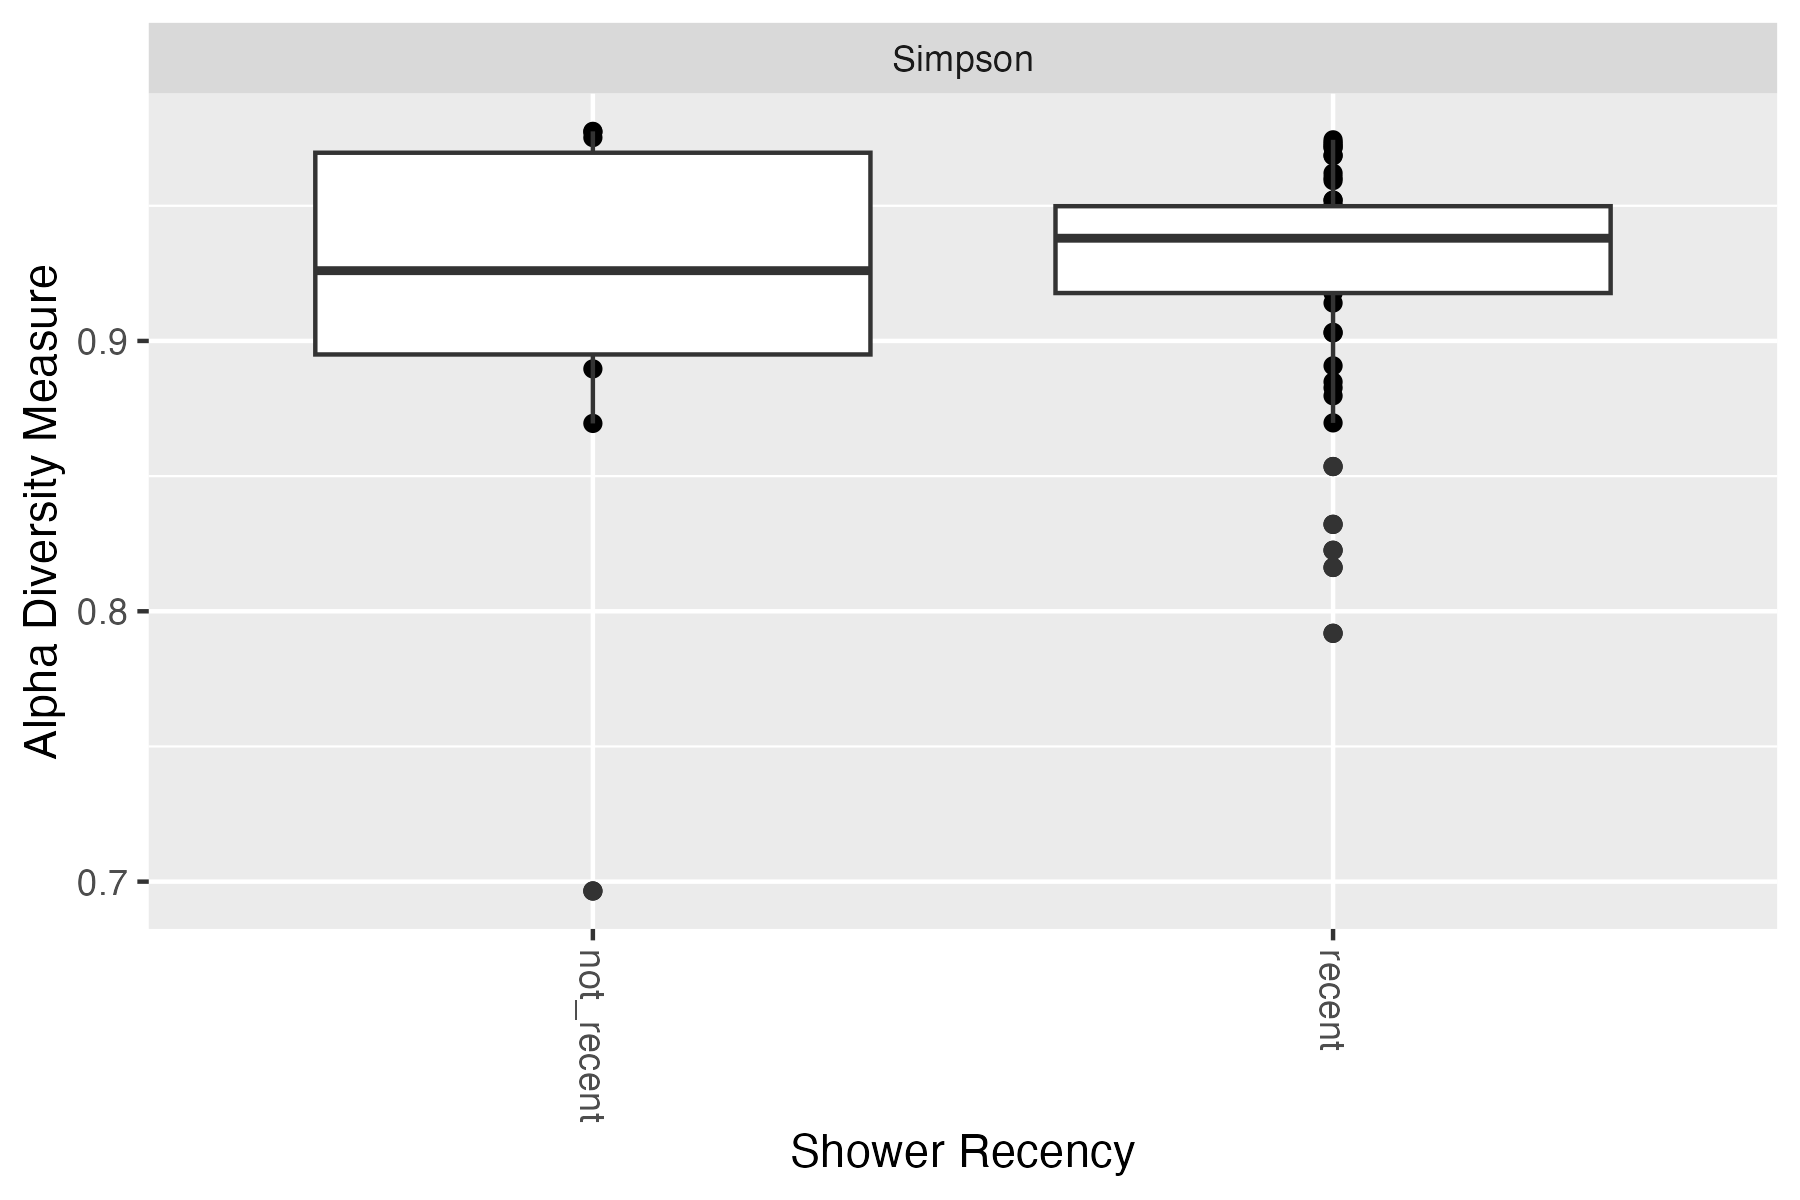 Simpson
Alpha Diversity Measure
0.9
0.8
0.7
not_recent
recent
Shower Recency